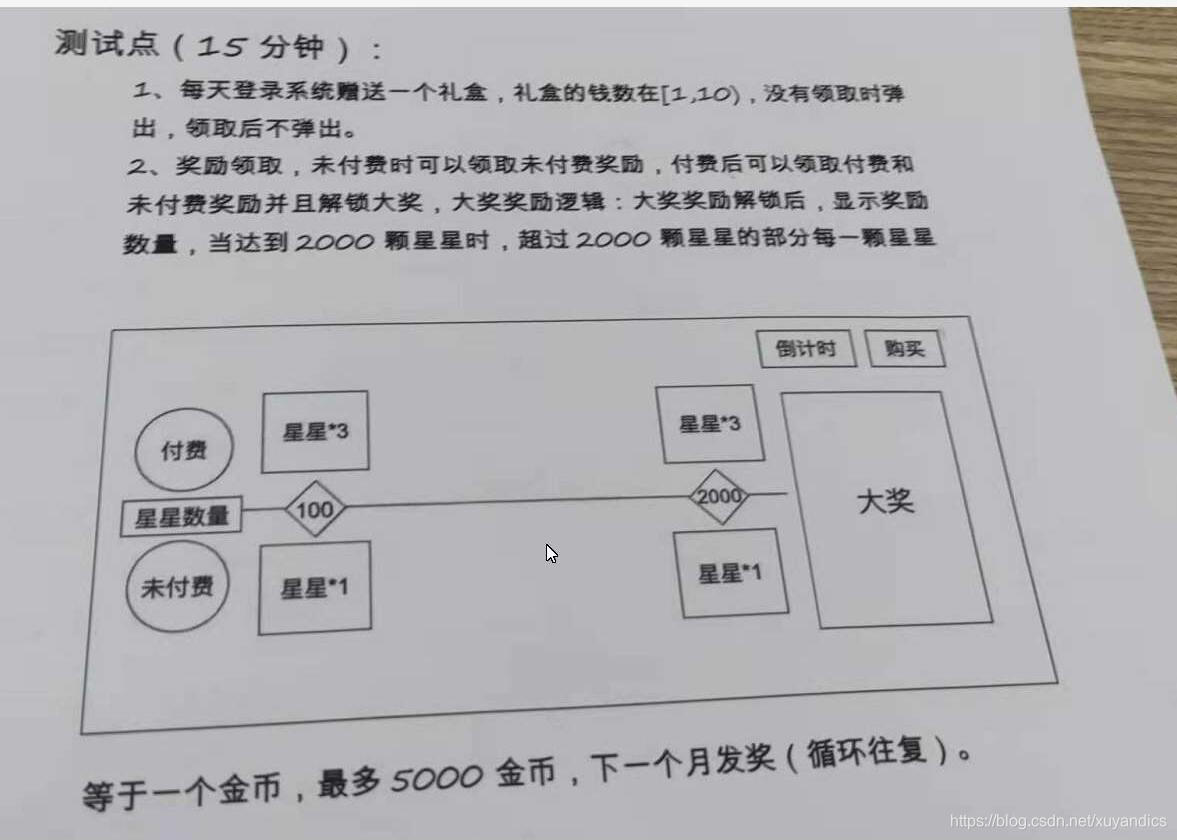 测试点（15 分钟）：
1、每天登录系统赠送一个礼盒，礼盒的钱数在[1,10)，没有领取时弹
出，领取后不弹出。
2、奖励领取，未付费时可以领取未付费奖励，付费后可以领取付费和
未付费奖励并且解锁大奖，大奖奖励逻辑：大奖奖励解锁后，显示奖励
数量，当达到 2000 颗星星时，超过 2000 颗星星的部分每一颗星星
倒计时
购买
付费
星星*3
星星*3
星星数量
100
2000
大奖
未付费
星星*1
星星*1
等于一个金币，最多 5000 金币，下一个月发奖（循环往复）。
https://blog.csdn.net/xuyandics